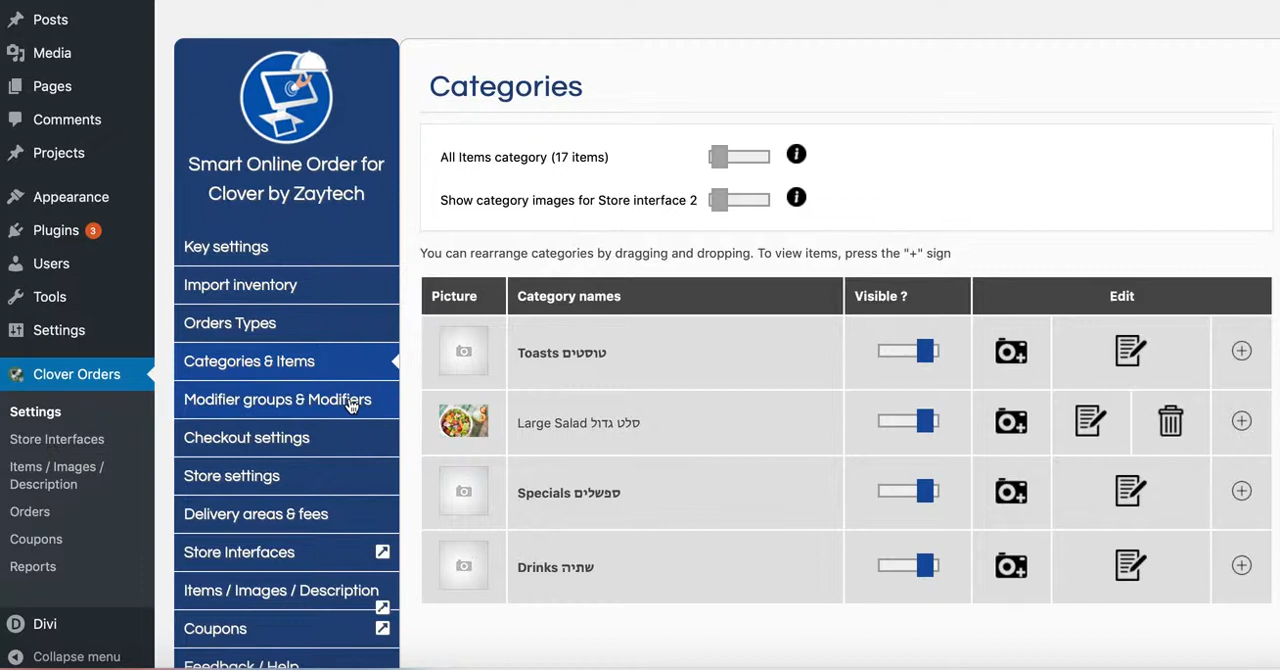 Posts
Media
Pages
Comments
Projects
Appearance
Plugins 3
Users
Tools
Settings
Clover Orders
Settings
Store Interfaces
Items / Images /
Description
Orders
Coupons
Reports
Divi
Collapse menu
Smart Online Order for
Clover by Zaytech
Key settings
Import inventory
Orders Types
Categories & Items
Modifier groups & Modifiers
Checkout settings
Store settings
Delivery areas & fees
Store Interfaces
Items / Images / Description
Coupons
Feedback / Help
Categories
All Items category (17 items)
Show category images for Store interface 2
You can rearrange categories by dragging and dropping. To view items, press the "+" sign
Picture Category names Visible ? Edit
Toasts טוסטים
Large Salad סלט גדול
Specials ספשלים
Drinks שתיה